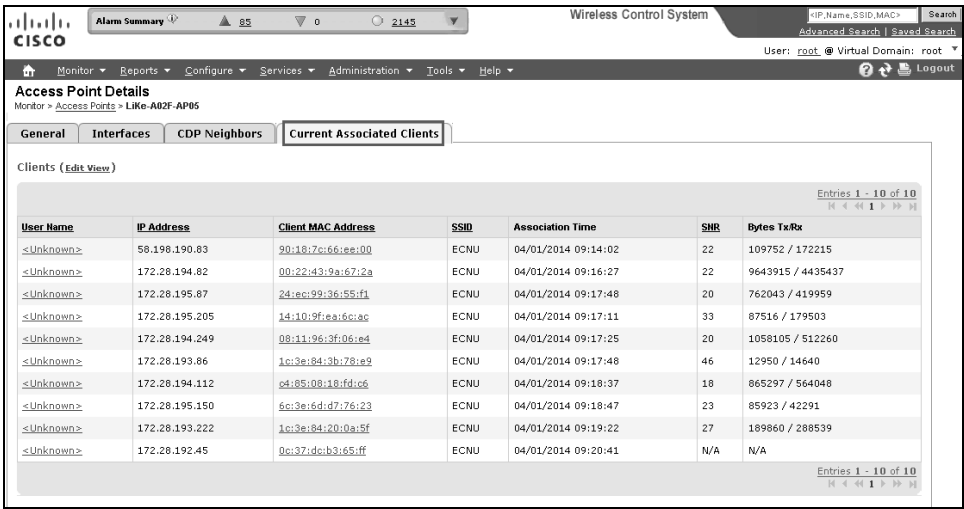 CISCO
Alarm Summary 85 0 2145
Wireless Control System
<IP,Name,SSID,MAC> Search
Advanced Search | Saved Search
User: root @ Virtual Domain: root
Monitor Reports Configure Services Administration Tools Help Logout
Access Point Details
Monitor > Access Points > LiKe-A02F-AP05
General Interfaces CDP Neighbors Current Associated Clients
Clients (Edit View)
Entries 1 - 10 of 10
1
User Name IP Address Client MAC Address SSID Association Time SNR Bytes Tx/Rx
<Unknown> 58.198.190.83 90:18:7c:66:ee:00 ECNU 04/01/2014 09:14:02 22 109752 / 172215
<Unknown> 172.28.194.82 00:22:43:9a:67:2a ECNU 04/01/2014 09:16:27 22 9643915 / 4435437
<Unknown> 172.28.195.87 24:ec:99:36:55:f1 ECNU 04/01/2014 09:17:48 20 762043 / 419959
<Unknown> 172.28.195.205 14:10:9f:ea:6c:ac ECNU 04/01/2014 09:17:11 33 87516 / 179503
<Unknown> 172.28.194.249 08:11:96:3f:06:e4 ECNU 04/01/2014 09:17:25 20 1058105 / 512260
<Unknown> 172.28.193.86 1c:3e:84:3b:78:e9 ECNU 04/01/2014 09:17:48 46 12950 / 14640
<Unknown> 172.28.194.112 c4:85:08:18:fd:c6 ECNU 04/01/2014 09:18:37 18 865297 / 564048
<Unknown> 172.28.195.150 6c:3e:6d:d7:76:23 ECNU 04/01/2014 09:18:47 23 85923 / 42291
<Unknown> 172.28.193.222 1c:3e:84:20:0a:5f ECNU 04/01/2014 09:19:22 27 189860 / 288539
<Unknown> 172.28.192.45 0c:37:dc:b3:65:ff ECNU 04/01/2014 09:20:41 N/A N/A
Entries 1 - 10 of 10
1